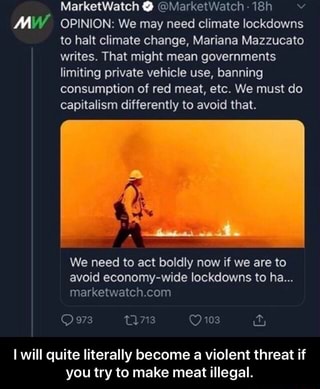 MarketWatch @MarketWatch · 18h
MW
OPINION: We may need climate lockdowns
to halt climate change, Mariana Mazzucato
writes. That might mean governments
limiting private vehicle use, banning
consumption of red meat, etc. We must do
capitalism differently to avoid that.
We need to act boldly now if we are to
avoid economy-wide lockdowns to ha...
marketwatch.com
973 713 103
I will quite literally become a violent threat if
you try to make meat illegal.